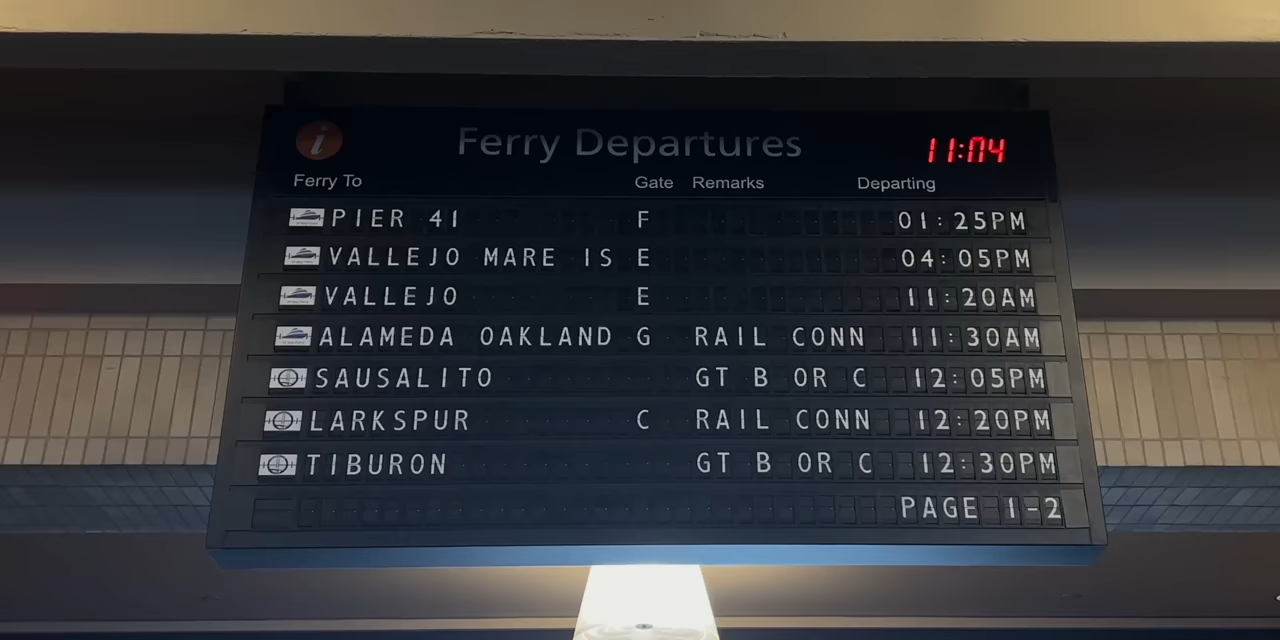 i Ferry Departures 11:04
Ferry To Gate Remarks Departing
PIER 41 F 01:25PM
VALLEJO MARE IS E 04:05PM
VALLEJO E 11:20AM
ALAMEDA OAKLAND G RAIL CONN 11:30AM
SAUSALITO GT B OR C 12:05PM
LARKSPUR C RAIL CONN 12:20PM
TIBURON GT B OR C 12:30PM
PAGE 1-2